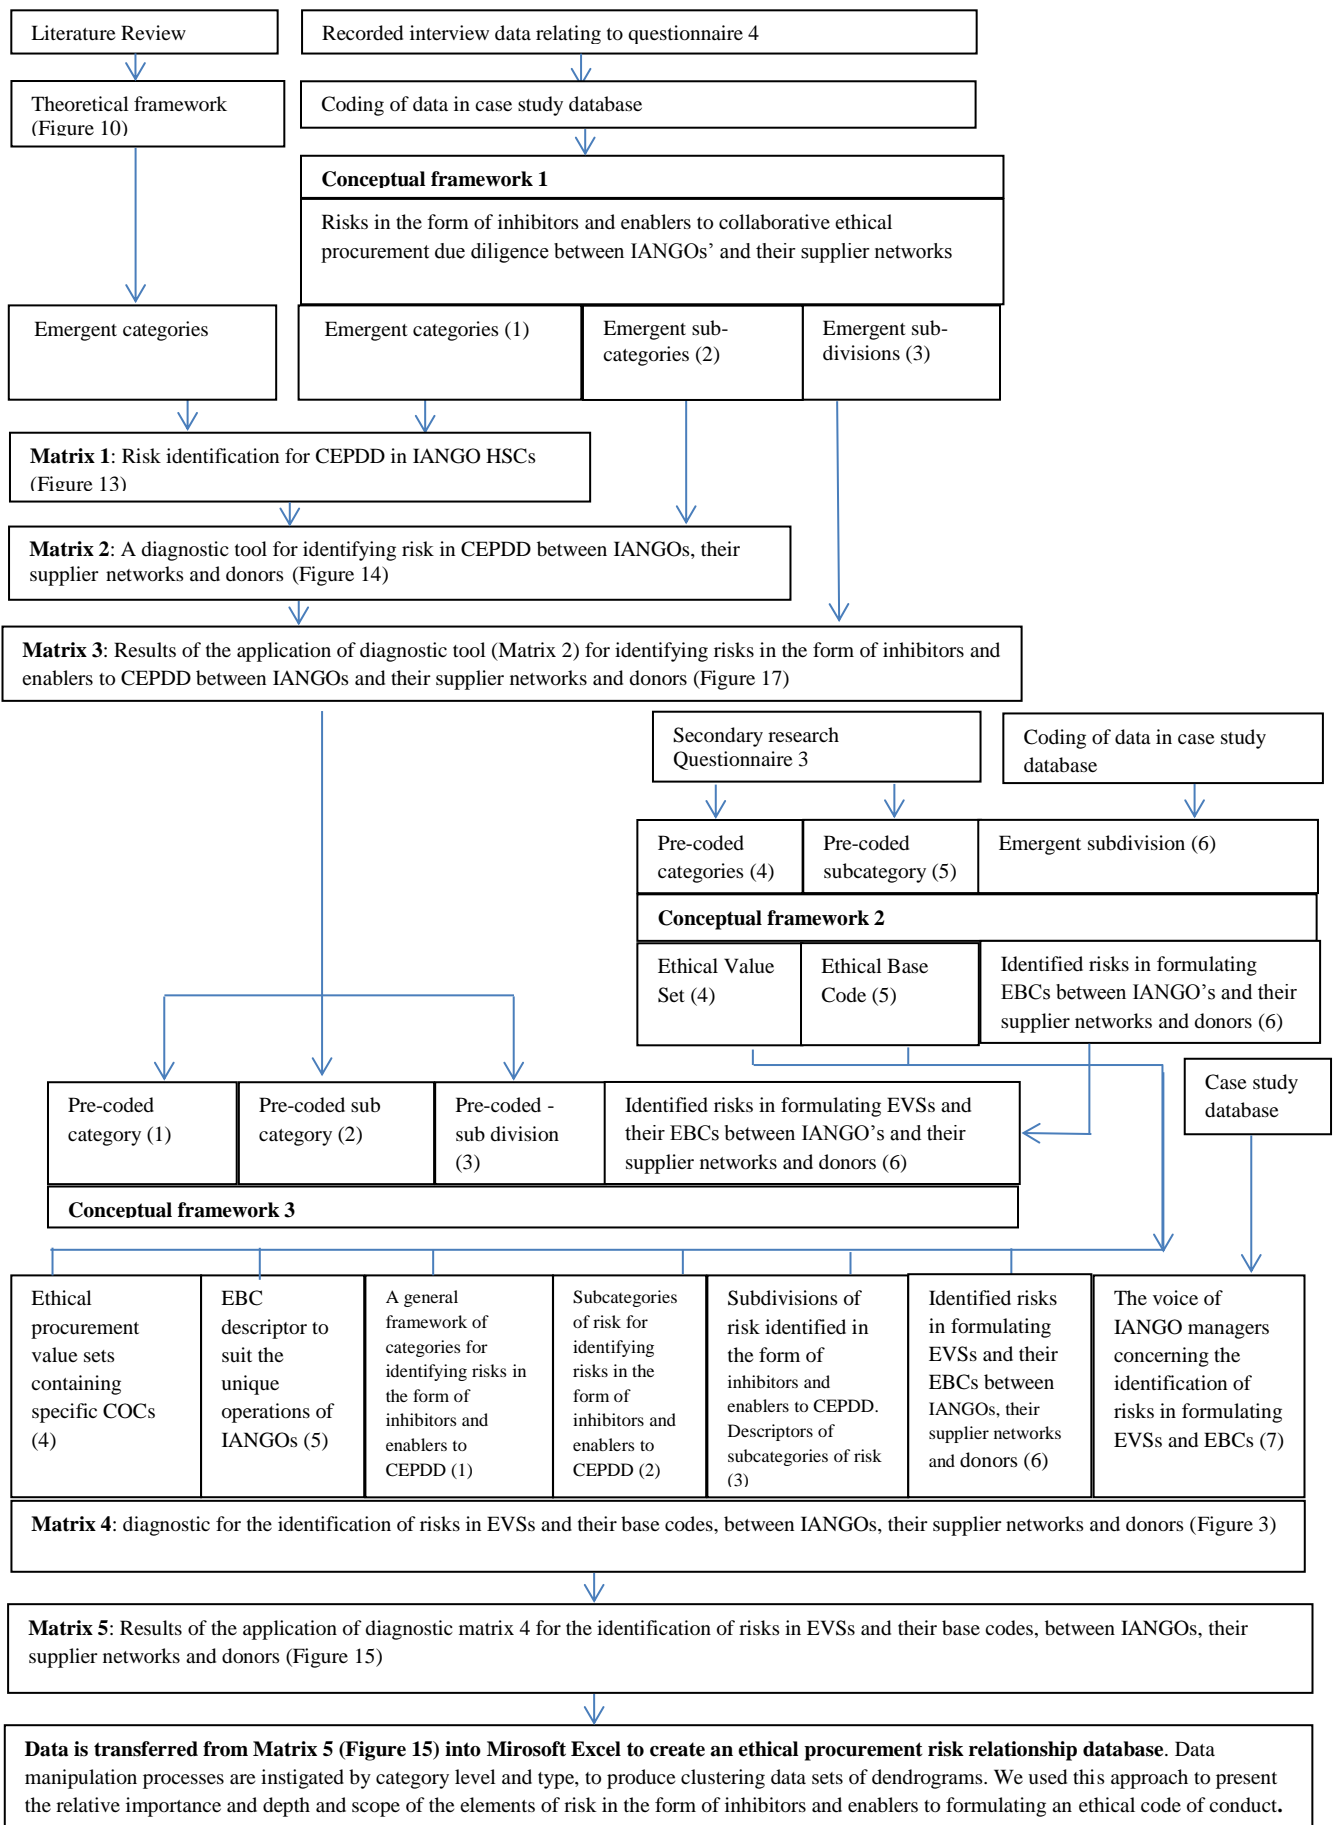 Literature Review
Recorded interview data relating to questionnaire 4
Theoretical framework
(Figure 10)
Coding of data in case study database
Conceptual framework 1
Risks in the form of inhibitors and enablers to collaborative ethical
procurement due diligence between IANGOs’ and their supplier networks
Emergent categories
Emergent categories (1)
Emergent sub-
categories (2)
Emergent sub-
divisions (3)
Matrix 1: Risk identification for CEPDD in IANGO HSCs
(Figure 13)
Matrix 2: A diagnostic tool for identifying risk in CEPDD between IANGOs, their
supplier networks and donors (Figure 14)
Matrix 3: Results of the application of diagnostic tool (Matrix 2) for identifying risks in the form of inhibitors and
enablers to CEPDD between IANGOs and their supplier networks and donors (Figure 17)
Secondary research
Questionnaire 3
Coding of data in case study
database
Pre-coded
categories (4)
Pre-coded
subcategory (5)
Emergent subdivision (6)
Conceptual framework 2
Ethical Value
Set (4)
Ethical Base
Code (5)
Identified risks in formulating
EBCs between IANGO’s and their
supplier networks and donors (6)
Case study
database
Pre-coded
category (1)
Pre-coded sub
category (2)
Pre-coded -
sub division
(3)
Identified risks in formulating EVSs and
their EBCs between IANGO’s and their
supplier networks and donors (6)
Conceptual framework 3
Ethical
procurement
value sets
containing
specific COCs
(4)
EBC
descriptor to
suit the
unique
operations of
IANGOs (5)
A general
framework of
categories for
identifying risks in
the form of
inhibitors and
enablers to
CEPDD (1)
Subcategories
of risk for
identifying
risks in the
form of
inhibitors and
enablers to
CEPDD (2)
Subdivisions of
risk identified in
the form of
inhibitors and
enablers to CEPDD.
Descriptors of
subcategories of risk
(3)
Identified risks
in formulating
EVSs and their
EBCs between
IANGOs, their
supplier networks
and donors (6)
The voice of
IANGO managers
concerning the
identification of
risks in formulating
EVSs and EBCs (7)
Matrix 4: diagnostic for the identification of risks in EVSs and their base codes, between IANGOs, their supplier networks and donors (Figure 3)
Matrix 5: Results of the application of diagnostic matrix 4 for the identification of risks in EVSs and their base codes, between IANGOs, their
supplier networks and donors (Figure 15)
Data is transferred from Matrix 5 (Figure 15) into Mirosoft Excel to create an ethical procurement risk relationship database. Data
manipulation processes are instigated by category level and type, to produce clustering data sets of dendrograms. We used this approach to present
the relative importance and depth and scope of the elements of risk in the form of inhibitors and enablers to formulating an ethical code of conduct.